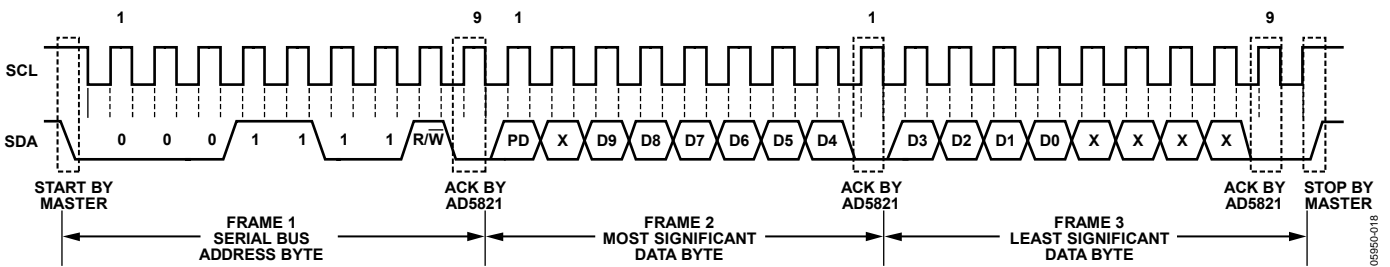 1 9 1 1 9
SCL
SDA 0 0 0 1 1 1 1 R/W̅ PD X D9 D8 D7 D6 D5 D4 D3 D2 D1 D0 X X X X
START BY
MASTER
ACK BY
AD5821
ACK BY
AD5821
ACK BY
AD5821
STOP BY
MASTER
FRAME 1
SERIAL BUS
ADDRESS BYTE
FRAME 2
MOST SIGNIFICANT
DATA BYTE
FRAME 3
LEAST SIGNIFICANT
DATA BYTE
05950-018